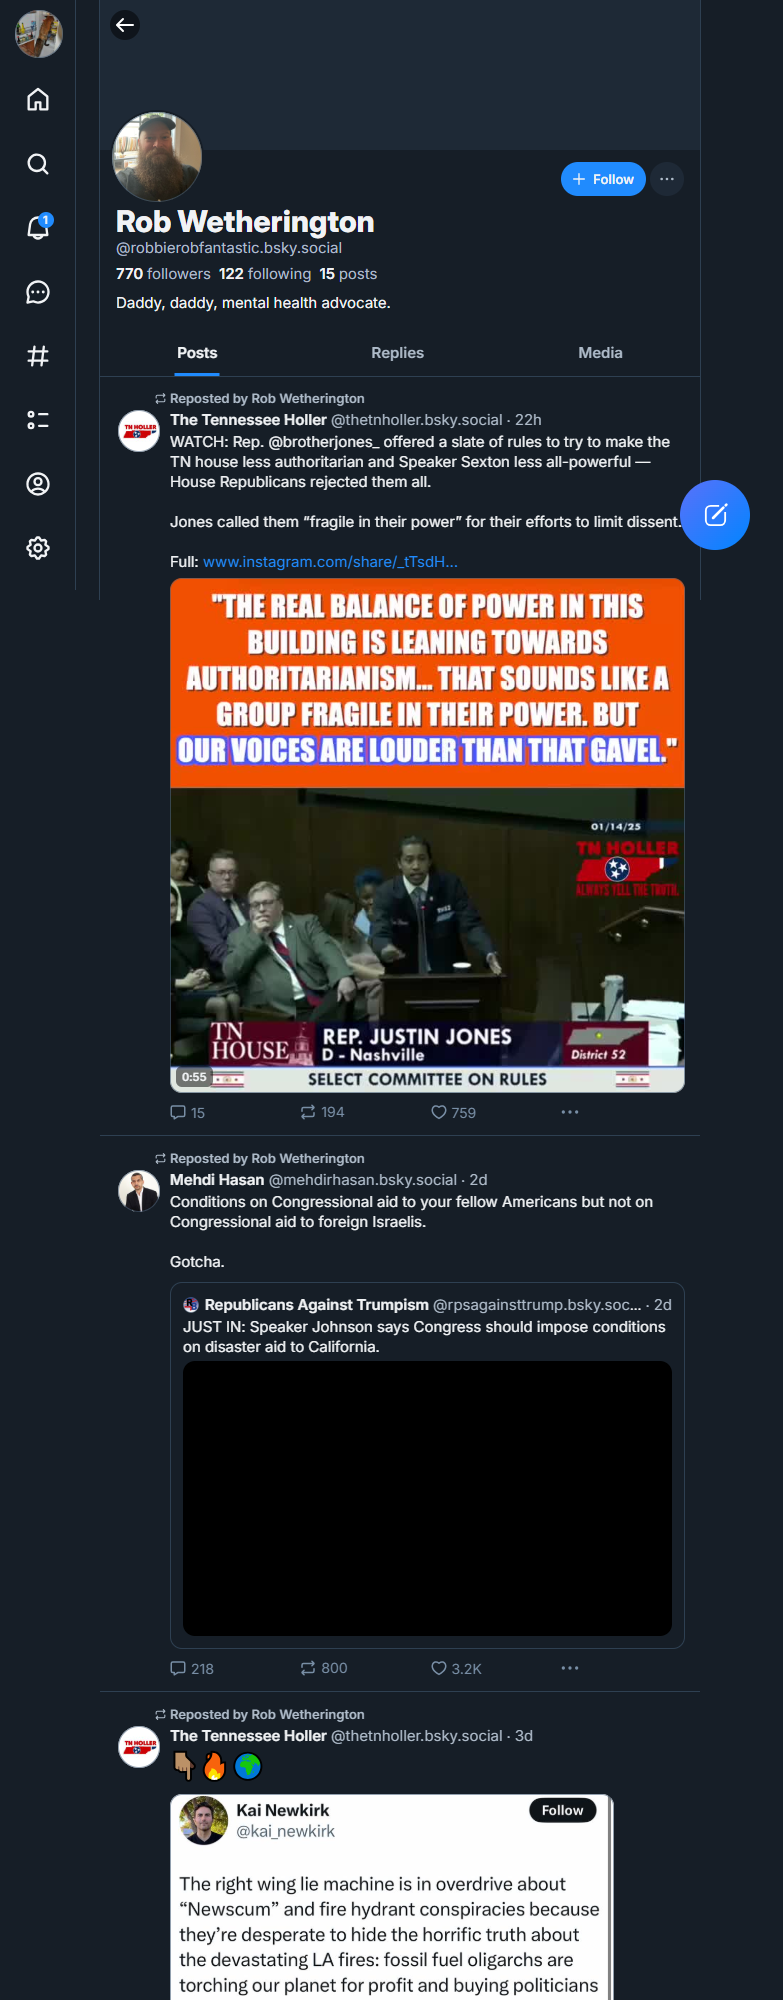 1
+ Follow
Rob Wetherington
@robbierobfantastic.bsky.social
770 followers 122 following 15 posts
Daddy, daddy, mental health advocate.
Posts Replies Media
Reposted by Rob Wetherington
TN HOLLER
The Tennessee Holler @thetnholler.bsky.social · 22h
WATCH: Rep. @brotherjones_ offered a slate of rules to try to make the
TN house less authoritarian and Speaker Sexton less all-powerful —
House Republicans rejected them all.
Jones called them “fragile in their power” for their efforts to limit dissent.
Full: www.instagram.com/share/_tTsdH...
"THE REAL BALANCE OF POWER IN THIS
BUILDING IS LEANING TOWARDS
AUTHORITARIANISM... THAT SOUNDS LIKE A
GROUP FRAGILE IN THEIR POWER. BUT
OUR VOICES ARE LOUDER THAN THAT GAVEL."
01/14/25
TN HOLLER
ALWAYS YELL THE TRUTH.
TN
HOUSE
REP. JUSTIN JONES
D - Nashville
District 52
0:55
SELECT COMMITTEE ON RULES
15 194 759
Reposted by Rob Wetherington
Mehdi Hasan @mehdirhasan.bsky.social · 2d
Conditions on Congressional aid to your fellow Americans but not on
Congressional aid to foreign Israelis.
Gotcha.
Republicans Against Trumpism @rpsagainsttrump.bsky.soc... · 2d
JUST IN: Speaker Johnson says Congress should impose conditions
on disaster aid to California.
218 800 3.2K
Reposted by Rob Wetherington
TN HOLLER
The Tennessee Holler @thetnholler.bsky.social · 3d
👇🏽🔥🌍
Kai Newkirk
@kai_newkirk
Follow
The right wing lie machine is in overdrive about
“Newscum” and fire hydrant conspiracies because
they’re desperate to hide the horrific truth about
the devastating LA fires: fossil fuel oligarchs are
torching our planet for profit and buying politicians